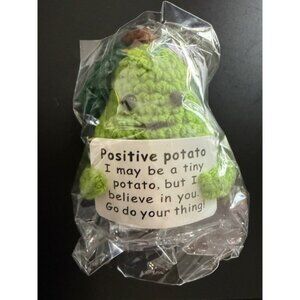 Positive potato
I may be a tiny
potato, but I
believe in you.
Go do your thing!